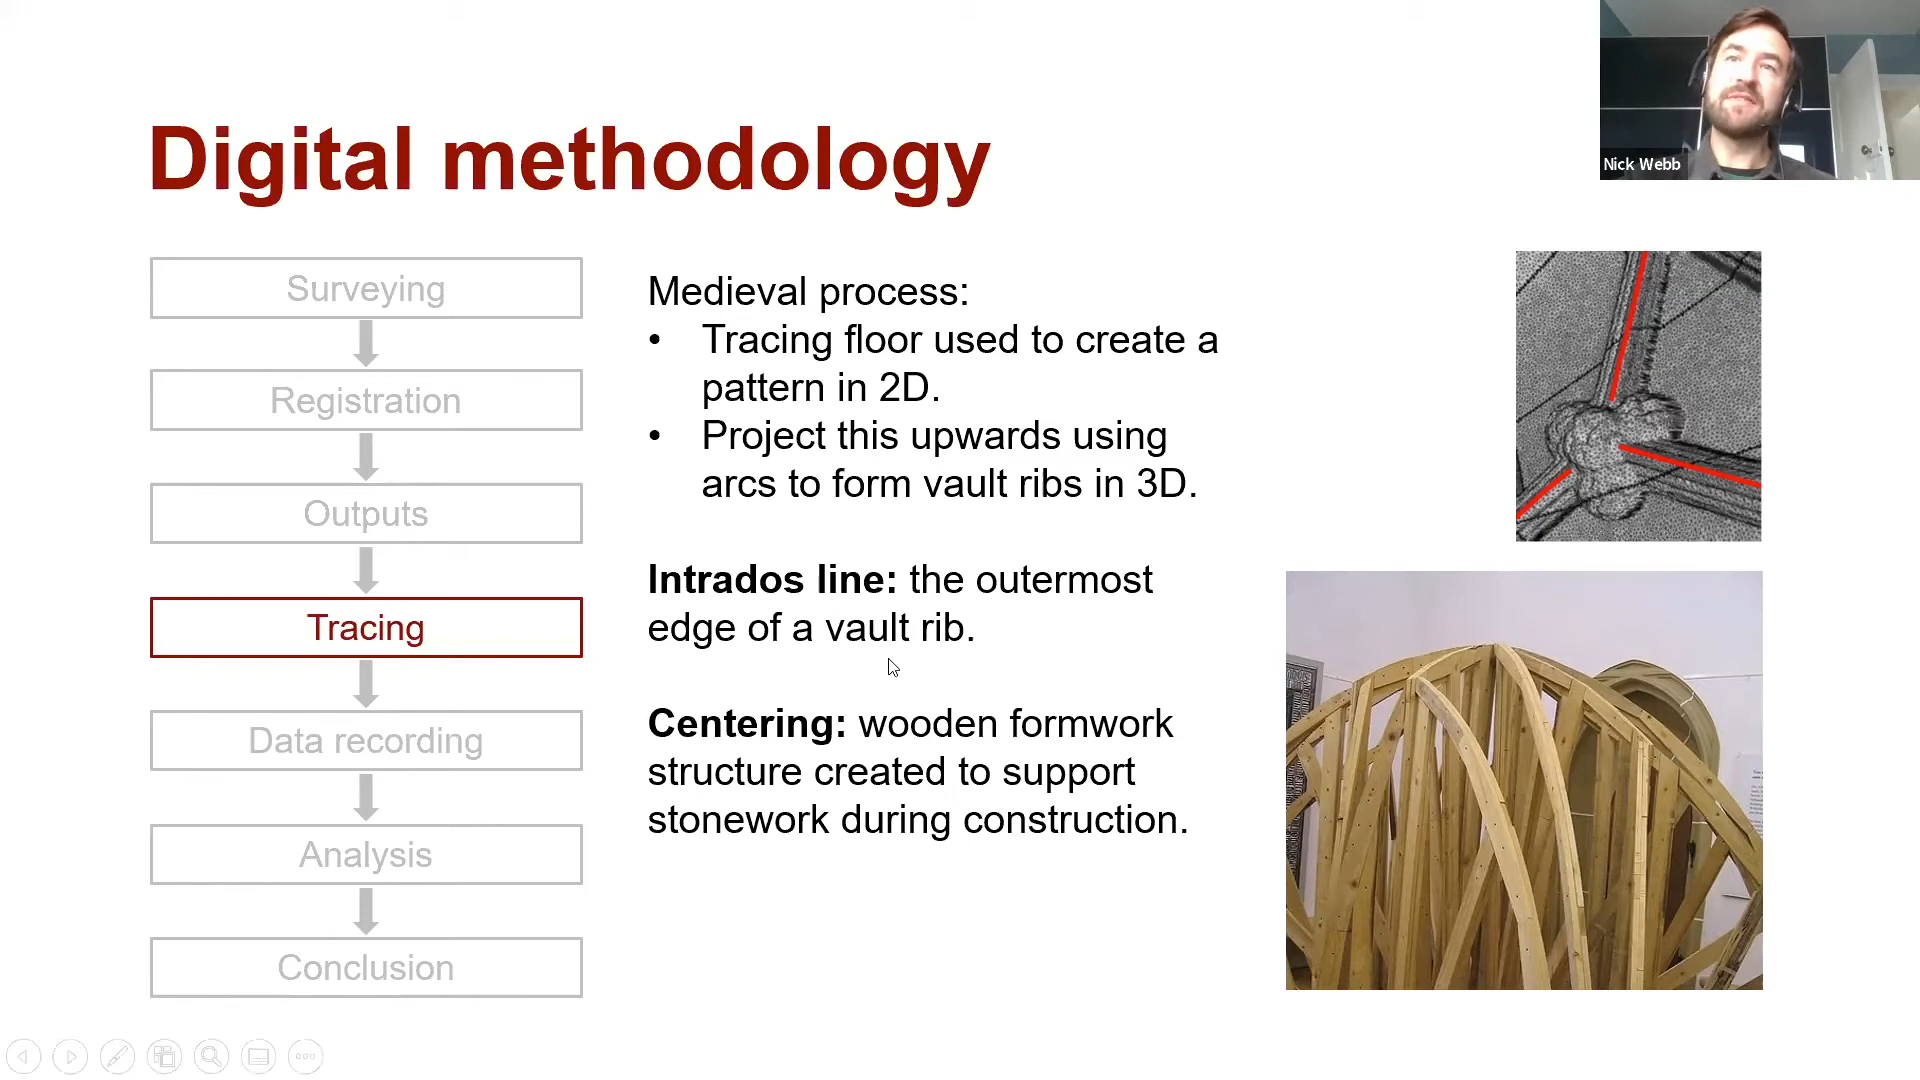 Digital methodology
Nick Webb
Surveying
Registration
Outputs
Tracing
Data recording
Analysis
Conclusion
Medieval process:
• Tracing floor used to create a
pattern in 2D.
• Project this upwards using
arcs to form vault ribs in 3D.
Intrados line: the outermost
edge of a vault rib.
Centering: wooden formwork
structure created to support
stonework during construction.